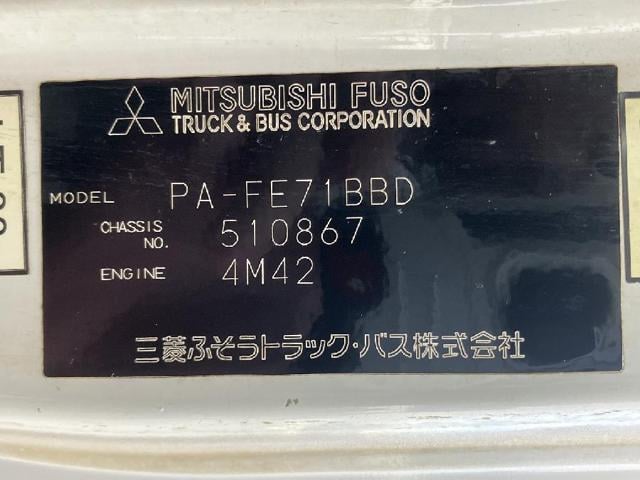 MITSUBISHI FUSO
TRUCK & BUS CORPORATION
MODEL PA-FE71BBD
CHASSIS NO. 510867
ENGINE 4M42
三菱ふそうトラック・バス株式会社